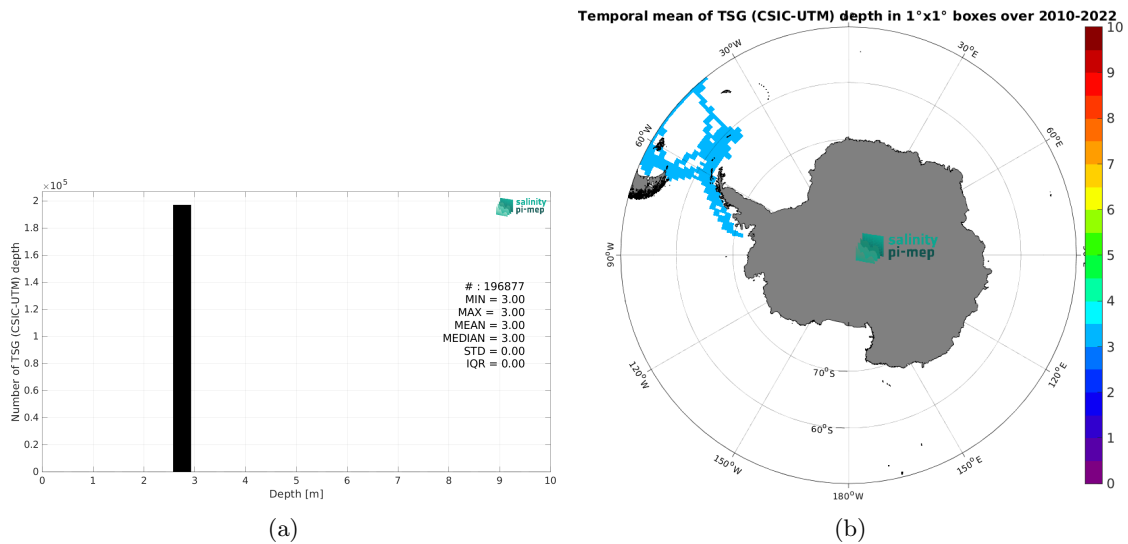 Temporal mean of TSG (CSIC-UTM) depth in 1°x1° boxes over 2010-2022
×10⁵
2
1.8
1.6
1.4
1.2
1
0.8
0.6
0.4
0.2
0
Number of TSG (CSIC-UTM) depth
salinity
pi-mep
# : 196877
MIN = 3.00
MAX = 3.00
MEAN = 3.00
MEDIAN = 3.00
STD = 0.00
IQR = 0.00
0 1 2 3 4 5 6 7 8 9 10
Depth [m]
(a)
30°W
30°E
60°W
60°E
90°W
120°W
120°E
150°W
150°E
180°W
70°S
60°S
salinity
pi-mep
10
9
8
7
6
5
4
3
2
1
0
(b)